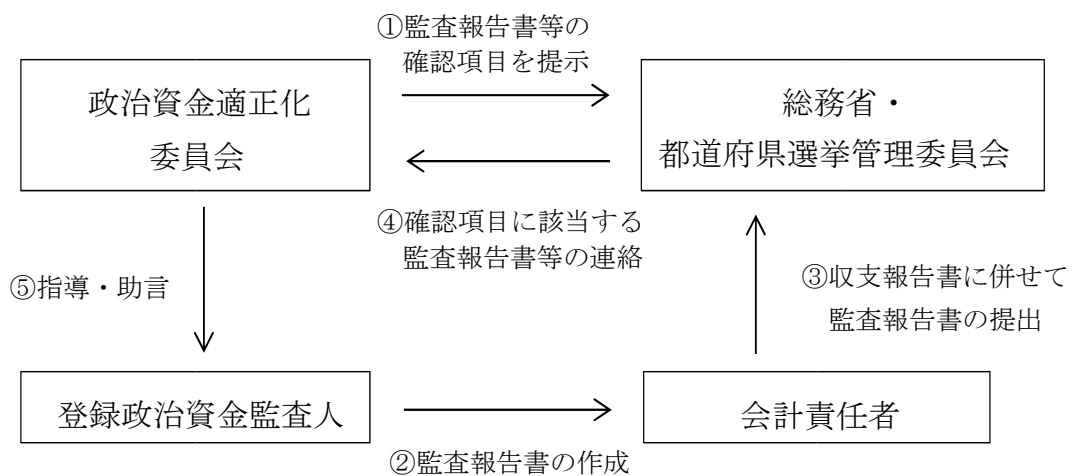 ①監査報告書等の
確認項目を提示
政治資金適正化
委員会
総務省・
都道府県選挙管理委員会
④確認項目に該当する
監査報告書等の連絡
⑤指導・助言
③収支報告書に併せて
監査報告書の提出
登録政治資金監査人
会計責任者
②監査報告書の作成